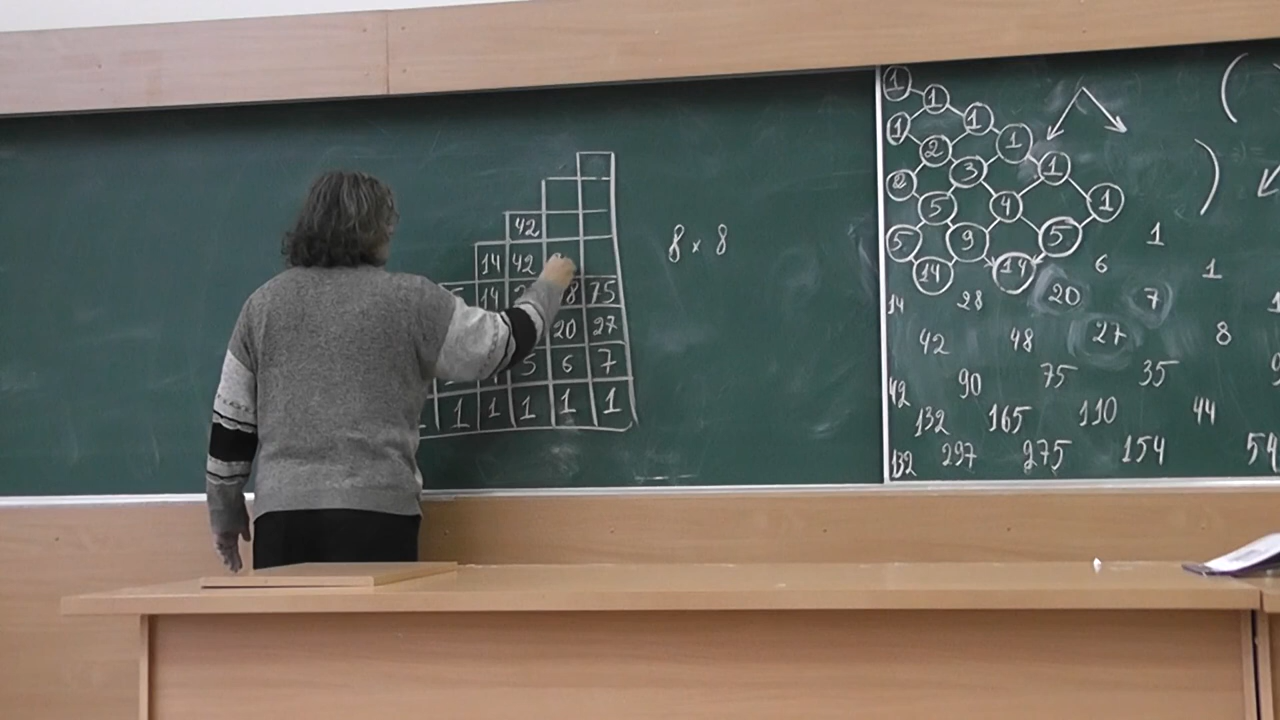 42
14 42
14 8 75
20 27
5 6 7
1 1 1 1 1
8 × 8
1
1
1 1
2 1
3 1
2
5 4 1
5 9 5 1
14 14 6 1
14 28 20 7
42 48 27 8
42 90 75 35
132 165 110 44
132 297 275 154 54